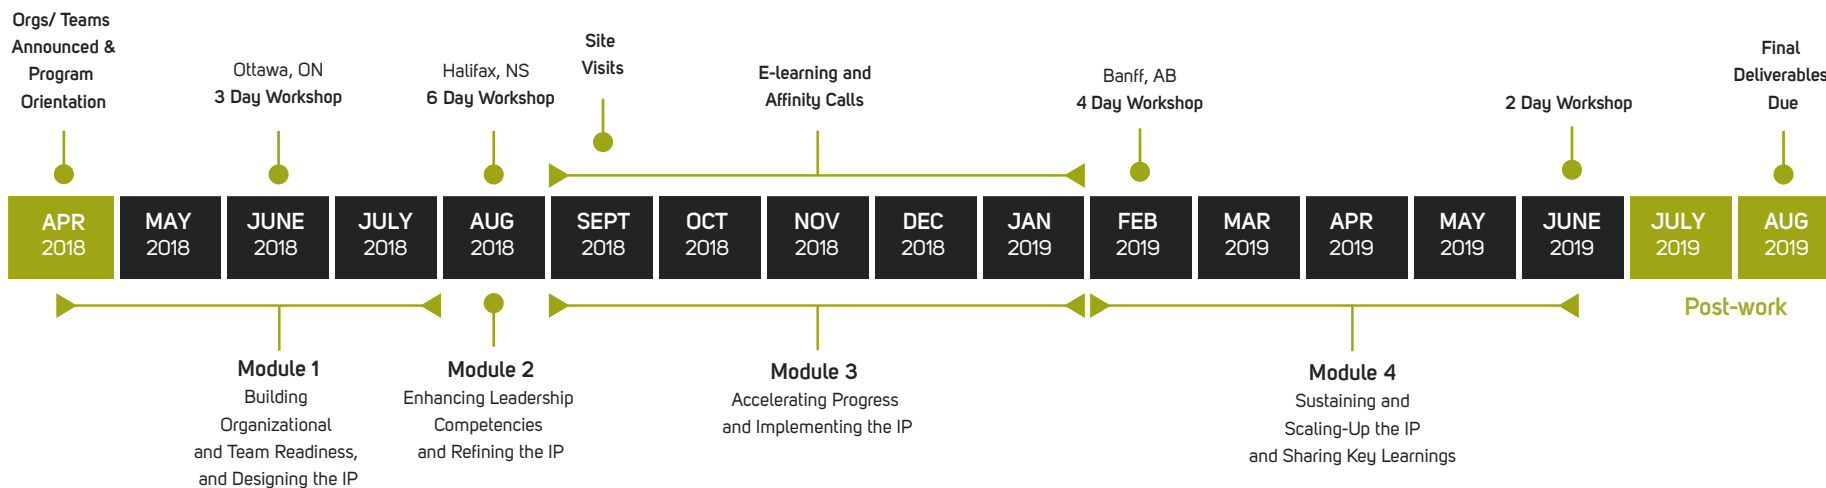 Orgs/ Teams
Announced &
Program
Orientation
Ottawa, ON
3 Day Workshop
Halifax, NS
6 Day Workshop
Site
Visits
E-learning and
Affinity Calls
Banff, AB
4 Day Workshop
2 Day Workshop
Final
Deliverables
Due
APR
2018
MAY
2018
JUNE
2018
JULY
2018
AUG
2018
SEPT
2018
OCT
2018
NOV
2018
DEC
2018
JAN
2019
FEB
2019
MAR
2019
APR
2019
MAY
2019
JUNE
2019
JULY
2019
AUG
2019
Post-work
Module 1
Building
Organizational
and Team Readiness,
and Designing the IP
Module 2
Enhancing Leadership
Competencies
and Refining the IP
Module 3
Accelerating Progress
and Implementing the IP
Module 4
Sustaining and
Scaling-Up the IP
and Sharing Key Learnings